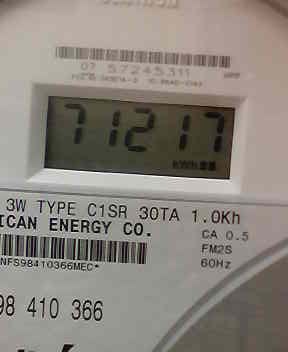 07 57245311
71217
KWh
3W TYPE C1SR 30TA 1.0Kh
ICAN ENERGY CO.
CA 0.5
FM2S
NFS98410366MEC*
60Hz
98 410 366